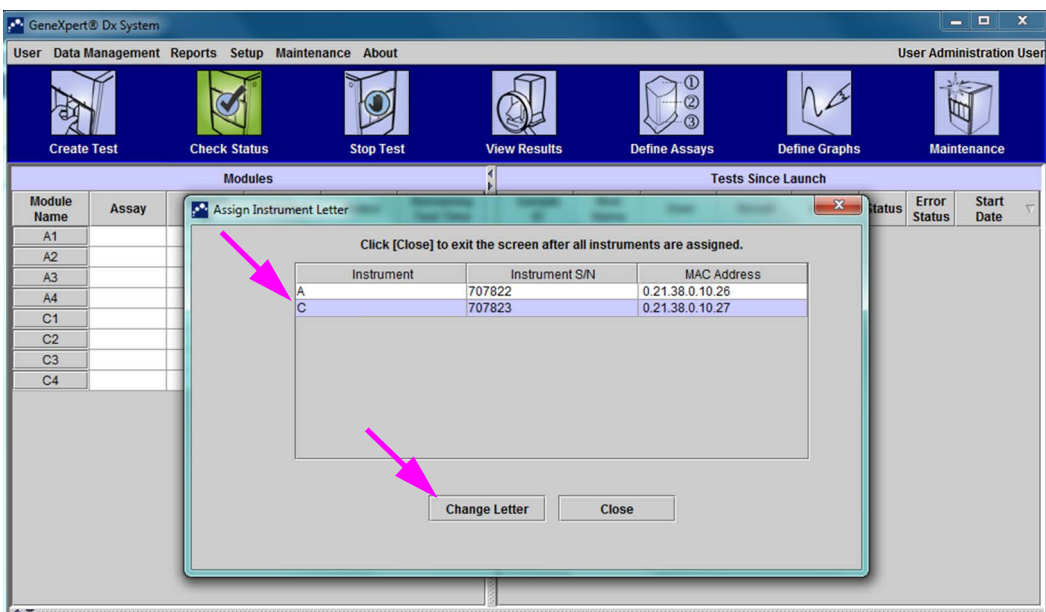 GeneXpert® Dx System
User Data Management Reports Setup Maintenance About User Administration User
Create Test Check Status Stop Test View Results Define Assays Define Graphs Maintenance
Modules Tests Since Launch
Module Name Assay Status Error Status Start Date
Assign Instrument Letter
Click [Close] to exit the screen after all instruments are assigned.
Instrument Instrument S/N MAC Address
A 707822 0.21.38.0.10.26
C 707823 0.21.38.0.10.27
A1
A2
A3
A4
C1
C2
C3
C4
Change Letter Close